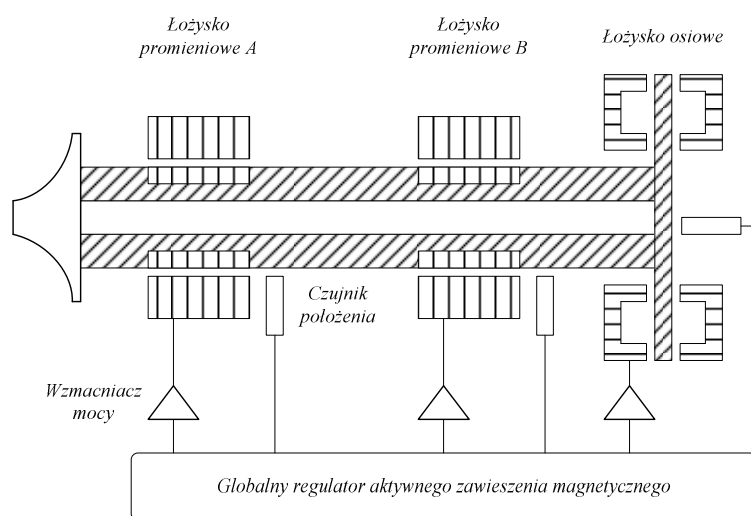 Łożysko
promieniowe A
Łożysko
promieniowe B
Łożysko osiowe
Czujnik
położenia
Wzmacniacz
mocy
Globalny regulator aktywnego zawieszenia magnetycznego